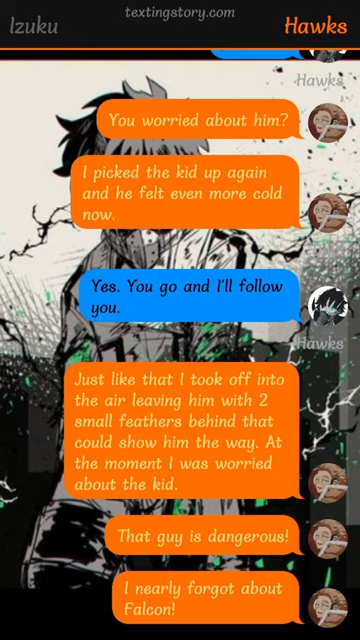 textingstory.com
Izuku
Hawks
Hawks
You worried about him?
I picked the kid up again
and he felt even more cold
now.
Yes. You go and I'll follow
you.
Hawks
Just like that I took off into
the air leaving him with 2
small feathers behind that
could show him the way. At
the moment I was worried
about the kid.
That guy is dangerous!
I nearly forgot about
Falcon!